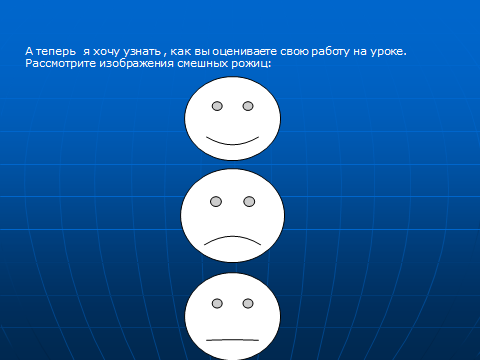 А теперь  я хочу узнать , как вы оцениваете свою работу на уроке.
Рассмотрите изображения смешных рожиц: